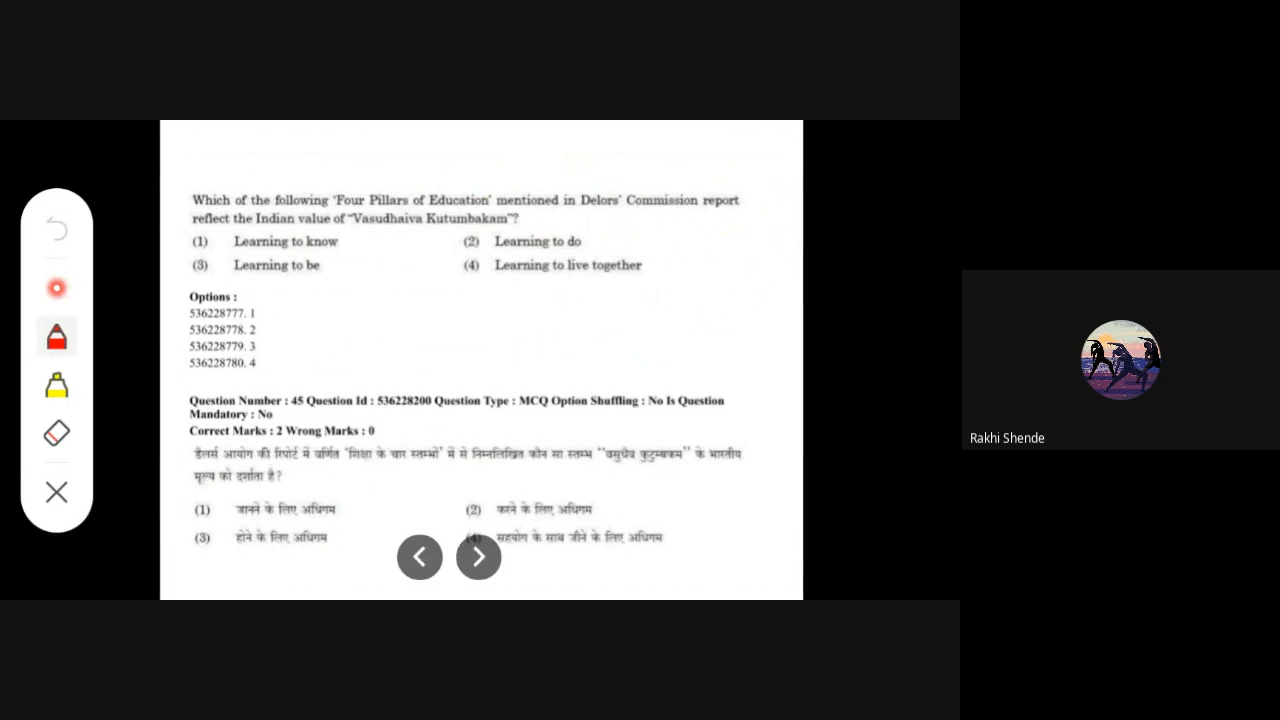 Which of the following 'Four Pillars of Education' mentioned in Delors' Commission report
reflect the Indian value of "Vasudhaiva Kutumbakam"?
(1) Learning to know (2) Learning to do
(3) Learning to be (4) Learning to live together
Options :
536228777. 1
536228778. 2
536228779. 3
536228780. 4
Question Number : 45 Question Id : 536228200 Question Type : MCQ Option Shuffling : No Is Question
Mandatory : No
Correct Marks : 2 Wrong Marks : 0
डैलर्स आयोग की रिपोर्ट में वर्णित 'शिक्षा के चार स्तम्भों' में से निम्नलिखित कौन सा स्तम्भ ''वसुधैव कुटुम्बकम'' के भारतीय
मूल्य को दर्शाता है?
(1) जानने के लिए अधिगम (2) करने के लिए अधिगम
(3) होने के लिए अधिगम (4) सहयोग के साथ जीने के लिए अधिगम
Rakhi Shende